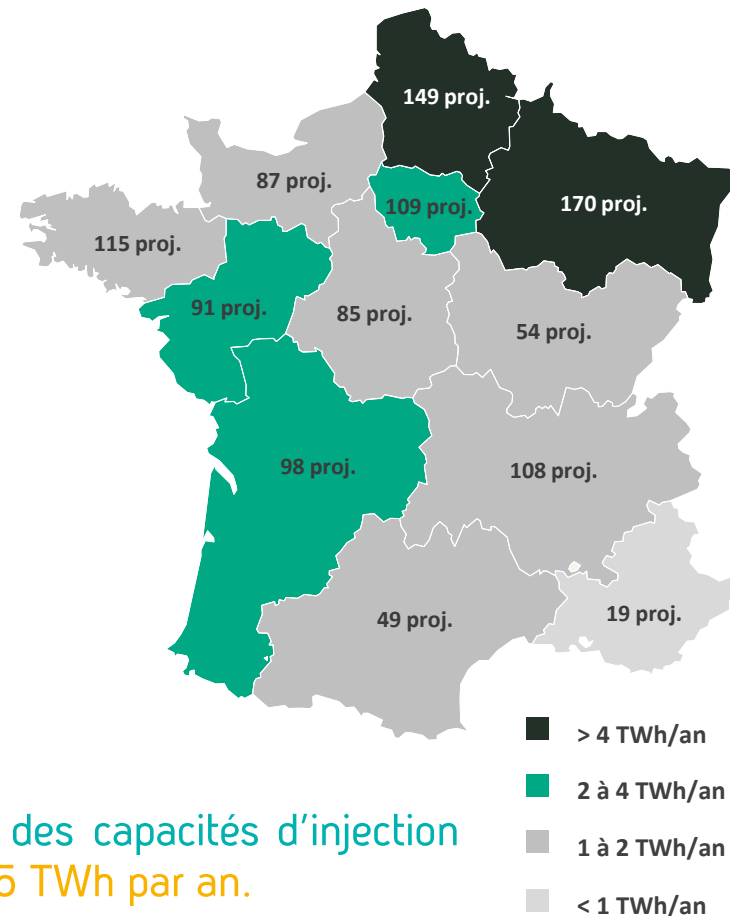 149 proj.
87 proj.
109 proj.
170 proj.
115 proj.
91 proj.
85 proj.
54 proj.
98 proj.
108 proj.
49 proj.
19 proj.
> 4 TWh/an
2 à 4 TWh/an
1 à 2 TWh/an
< 1 TWh/an
des capacités d'injection
5 TWh par an.